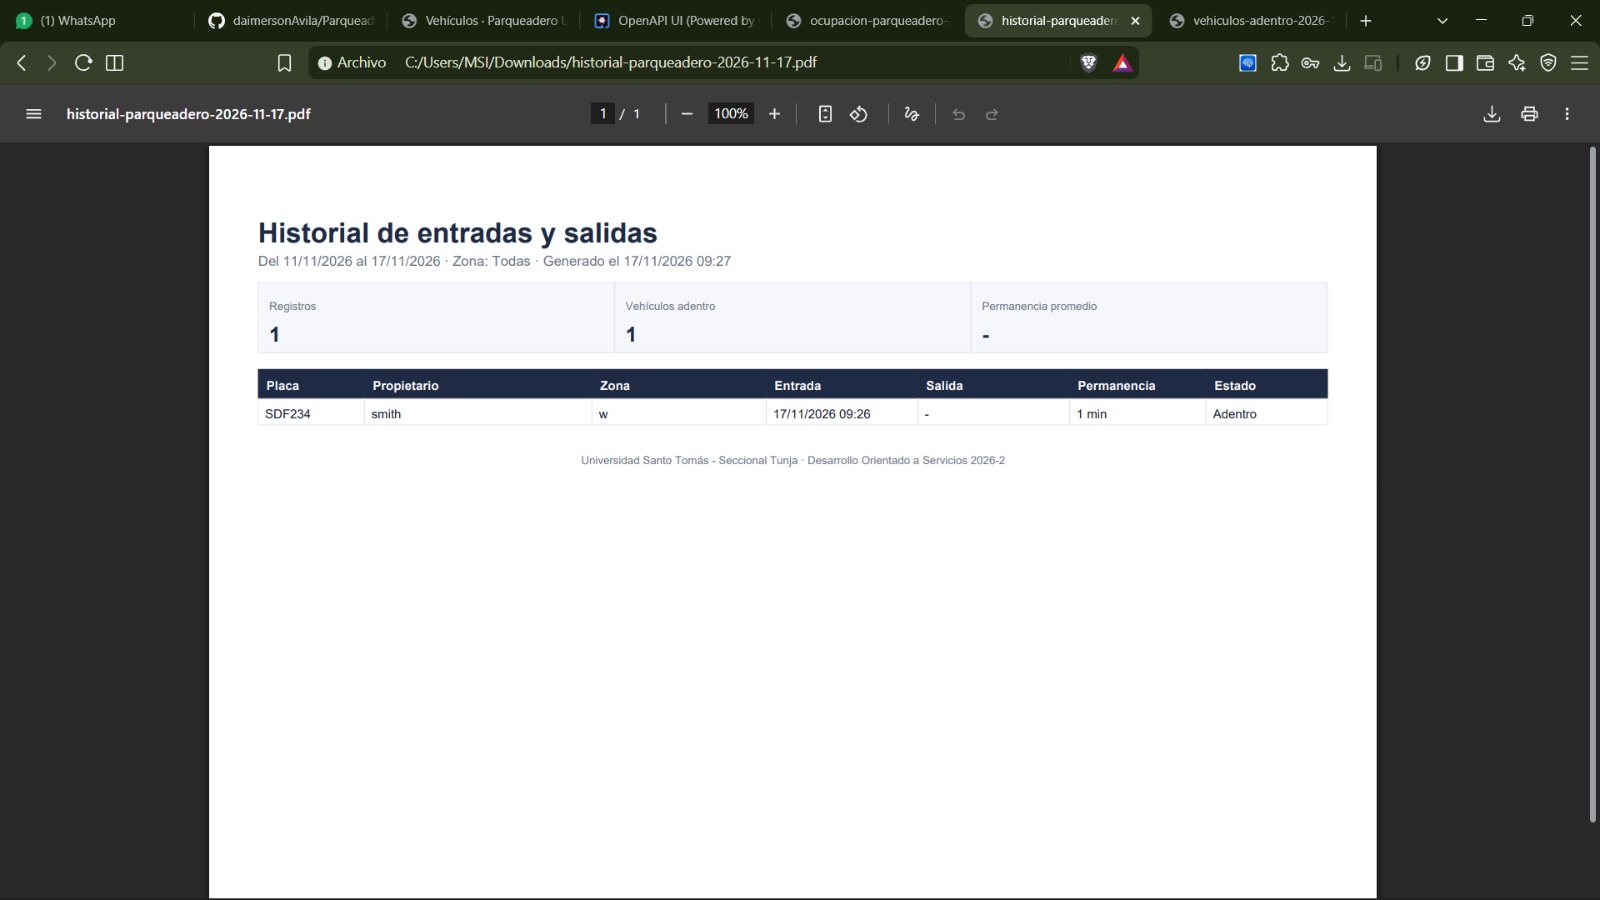 1 (1) WhatsApp
daimersonAvila/Parquead
Vehículos · Parqueadero U
OpenAPI UI (Powered by
ocupacion-parqueadero-
historial-parqueadero
vehiculos-adentro-2026-1
Archivo C:/Users/MSI/Downloads/historial-parqueadero-2026-11-17.pdf
historial-parqueadero-2026-11-17.pdf 1 / 1 100%
Historial de entradas y salidas
Del 11/11/2026 al 17/11/2026 · Zona: Todas · Generado el 17/11/2026 09:27
Registros Vehículos adentro Permanencia promedio
1 1 -
Placa Propietario Zona Entrada Salida Permanencia Estado
SDF234 smith w 17/11/2026 09:26 - 1 min Adentro
Universidad Santo Tomás - Seccional Tunja · Desarrollo Orientado a Servicios 2026-2